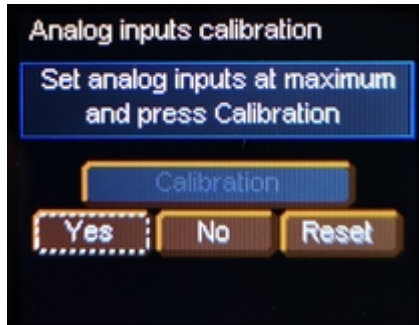 Analog inputs calibration
Set analog inputs at maximum
and press Calibration
Calibration
Yes No Reset